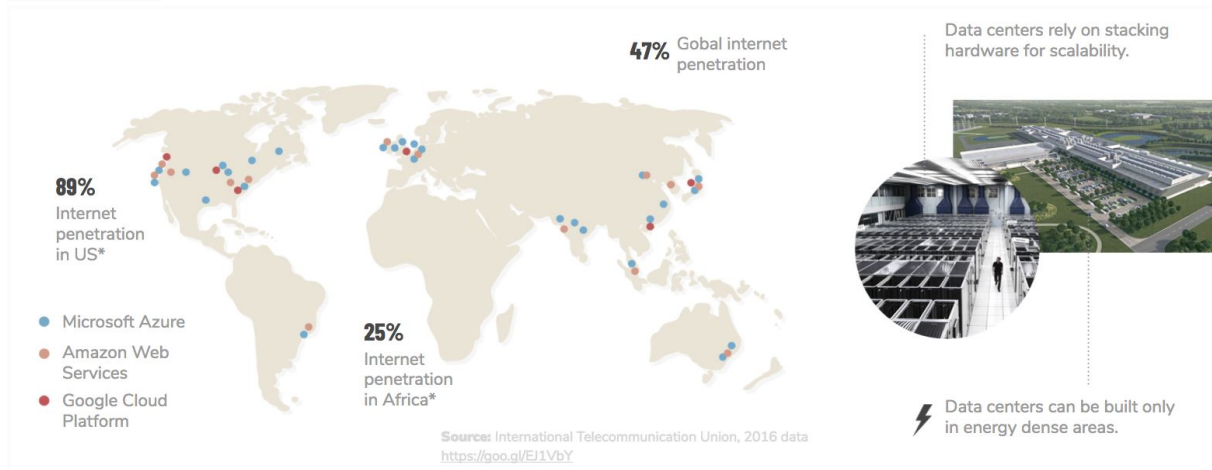 47% Gobal internet
penetration
Data centers rely on stacking
hardware for scalability.
89%
Internet
penetration
in US*
Microsoft Azure
Amazon Web
Services
Google Cloud
Platform
25%
Internet
penetration
in Africa*
Data centers can be built only
in energy dense areas.
Source: International Telecommunication Union, 2016 data
https://goo.gl/EJ1VbY